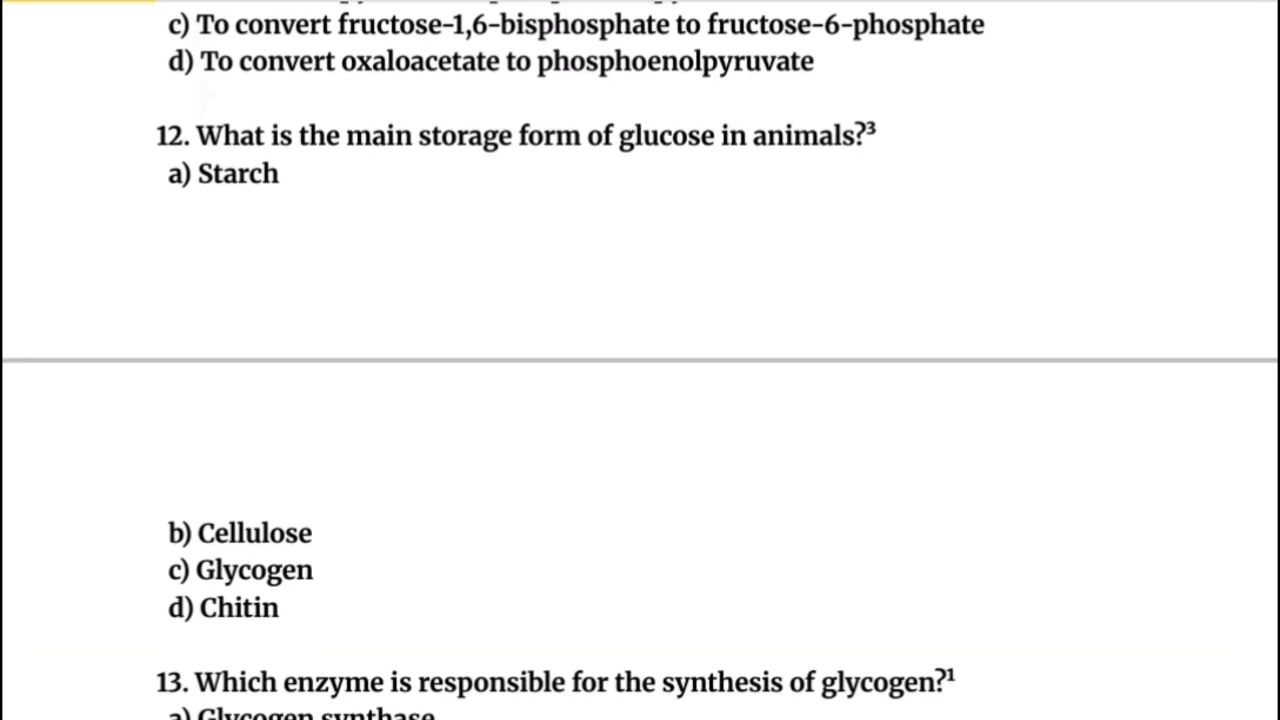 c) To convert fructose-1,6-bisphosphate to fructose-6-phosphate
d) To convert oxaloacetate to phosphoenolpyruvate
12. What is the main storage form of glucose in animals?³
a) Starch
b) Cellulose
c) Glycogen
d) Chitin
13. Which enzyme is responsible for the synthesis of glycogen?¹
a) Glycogen synthase